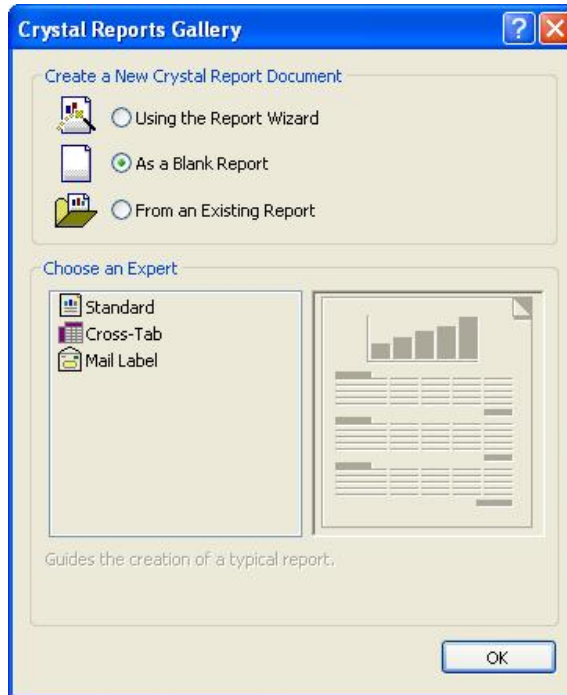 Crystal Reports Gallery
Create a New Crystal Report Document
Using the Report Wizard
As a Blank Report
From an Existing Report
Choose an Expert
Standard
Cross-Tab
Mail Label
Guides the creation of a typical report.
OK